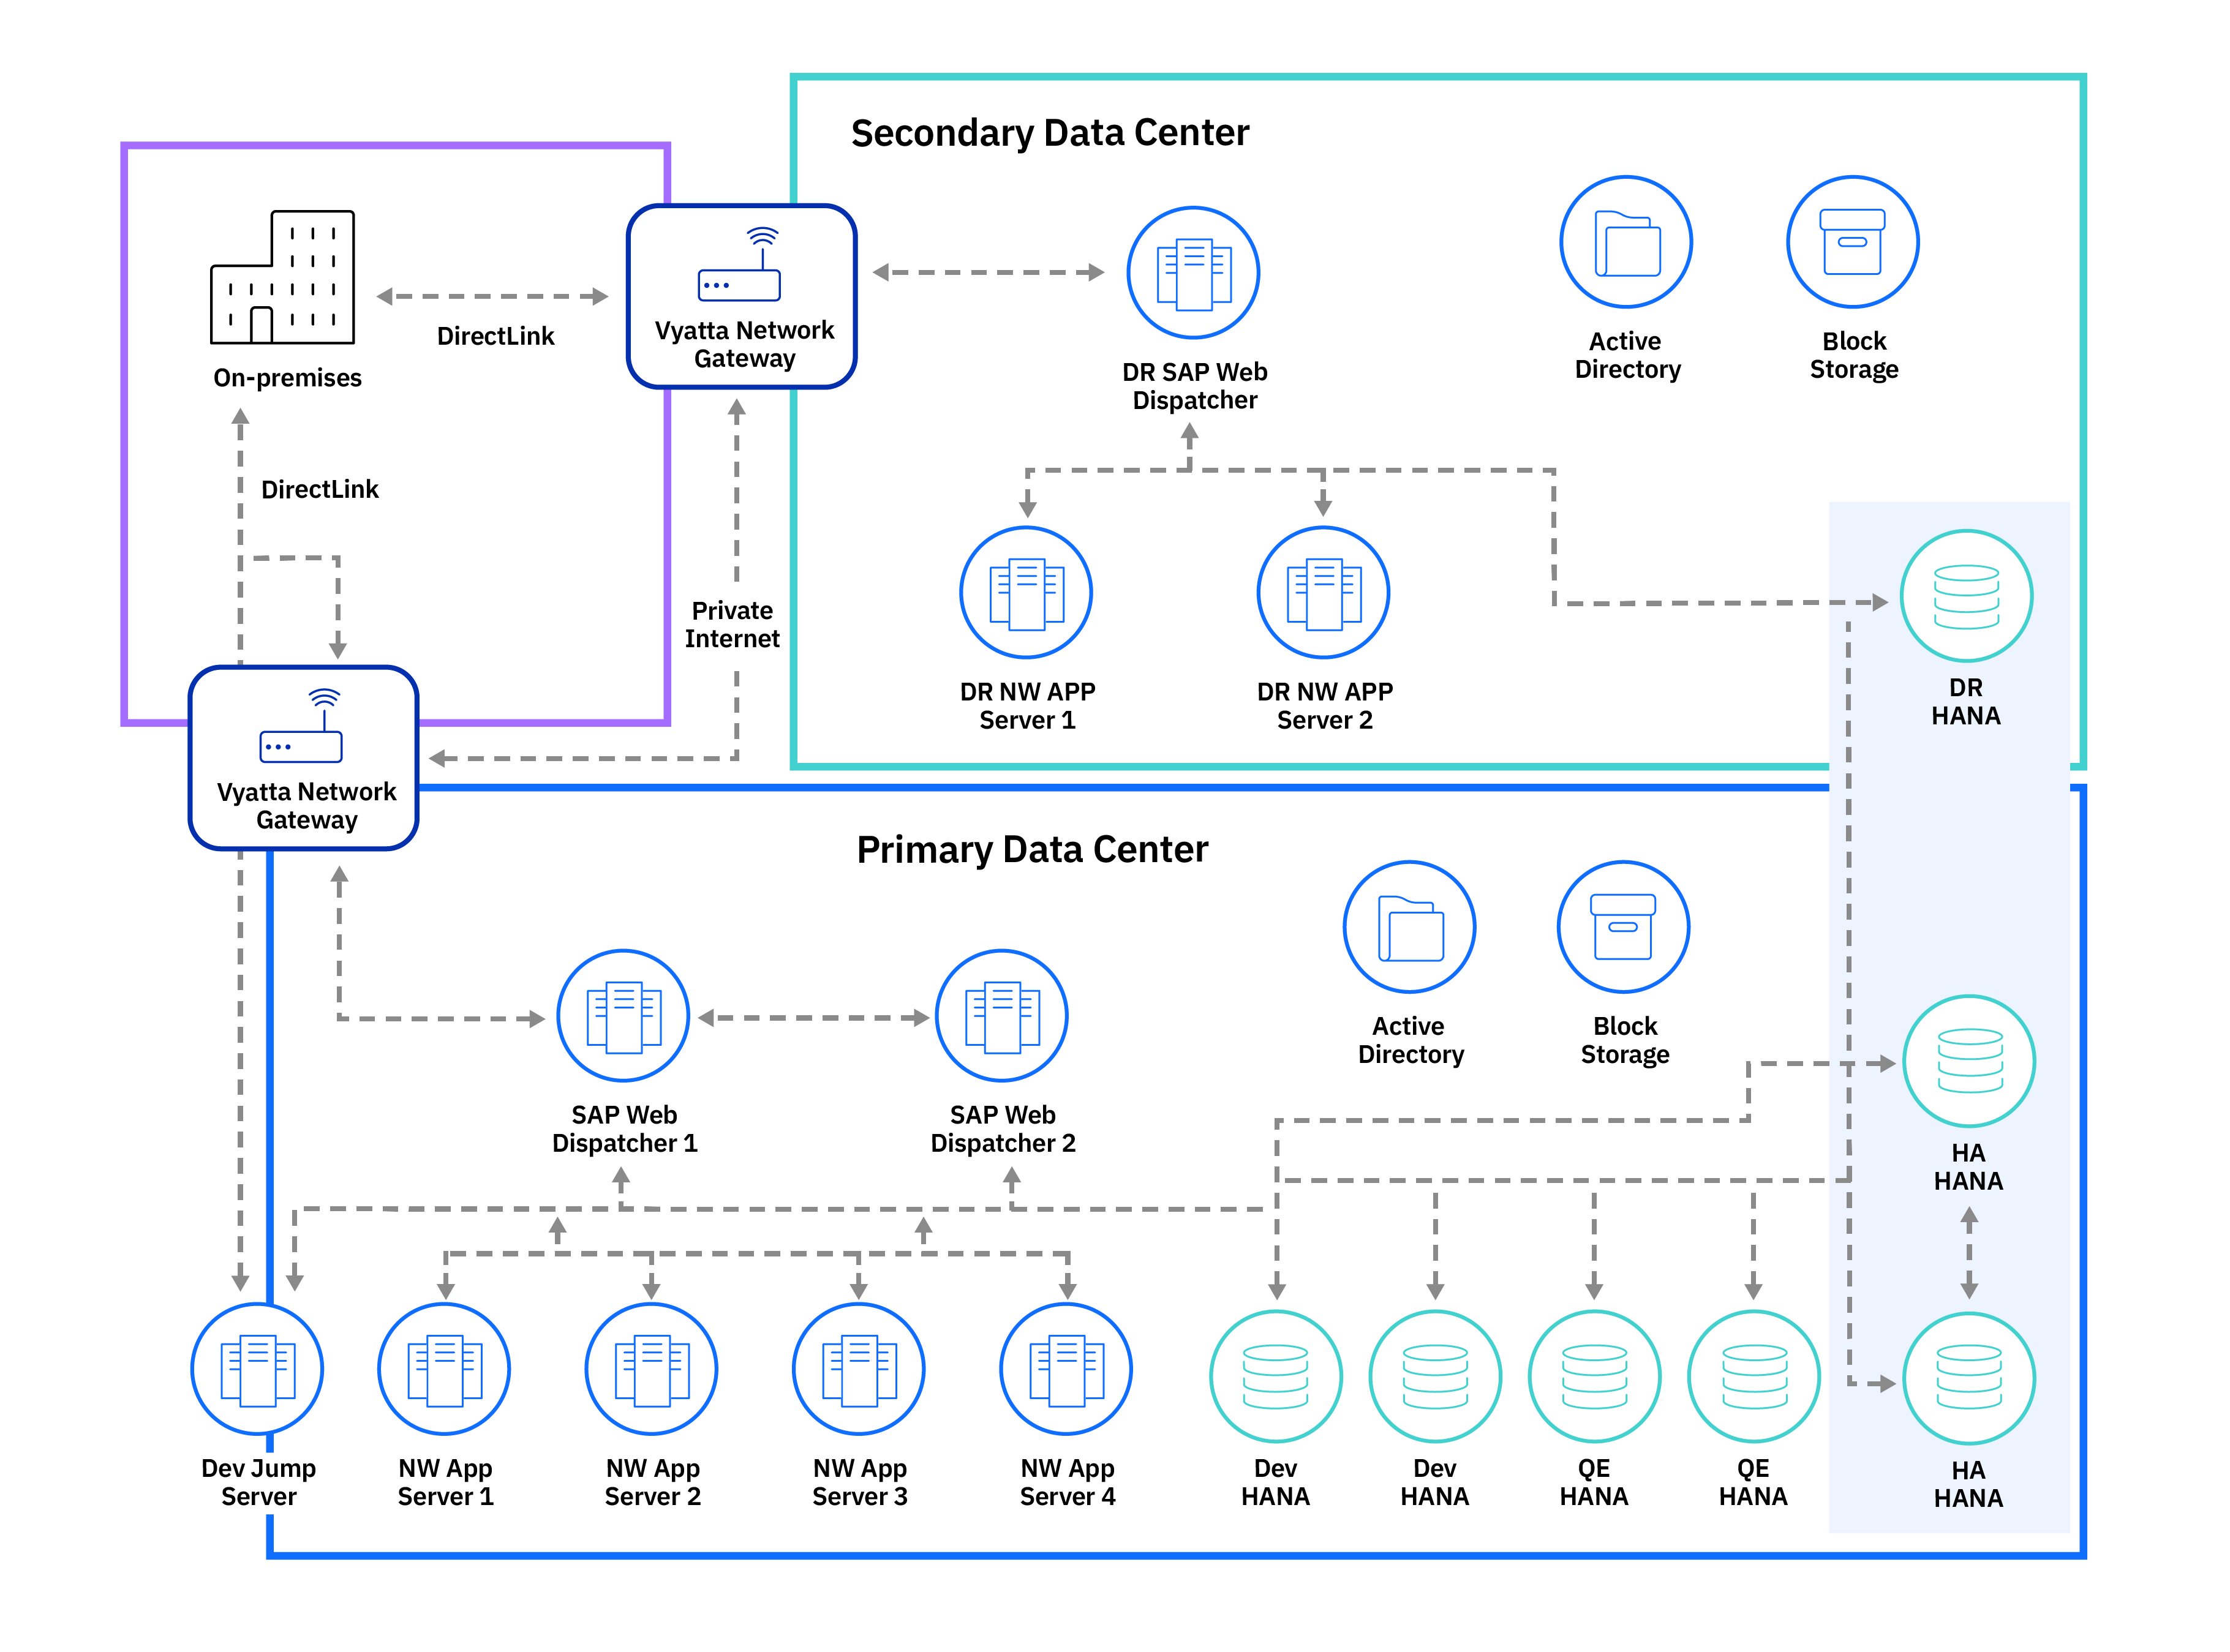 Secondary Data Center
On-premises
DirectLink
Vyatta Network
Gateway
DR SAP Web
Dispatcher
Active
Directory
Block
Storage
DirectLink
Private
Internet
DR NW APP
Server 1
DR NW APP
Server 2
DR
HANA
Vyatta Network
Gateway
Primary Data Center
SAP Web
Dispatcher 1
SAP Web
Dispatcher 2
Active
Directory
Block
Storage
HA
HANA
Dev Jump
Server
NW App
Server 1
NW App
Server 2
NW App
Server 3
NW App
Server 4
Dev
HANA
Dev
HANA
QE
HANA
QE
HANA
HA
HANA